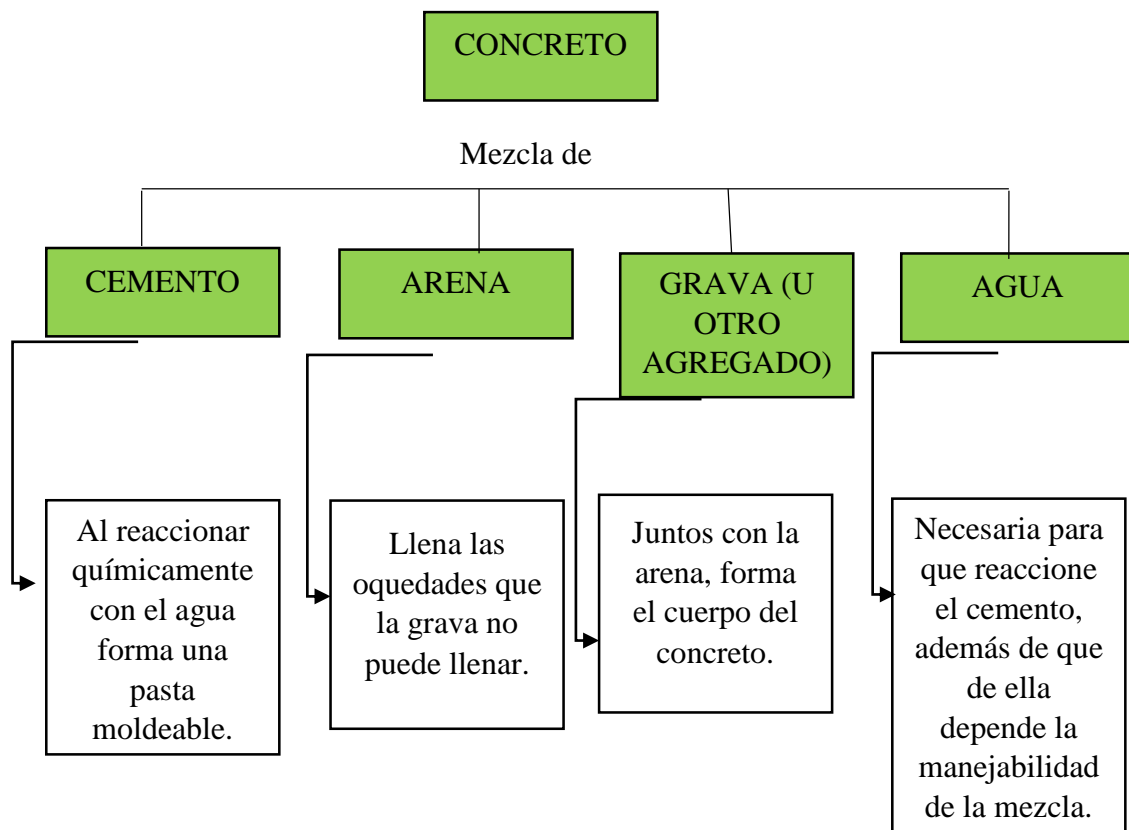 CONCRETO
Mezcla de
CEMENTO
ARENA
GRAVA (U
OTRO
AGREGADO)
AGUA
Al reaccionar
químicamente
con el agua
forma una
pasta
moldeable.
Llena las
oquedades que
la grava no
puede llenar.
Juntos con la
arena, forma
el cuerpo del
concreto.
Necesaria para
que reaccione
el cemento,
además de que
de ella
depende la
manejabilidad
de la mezcla.